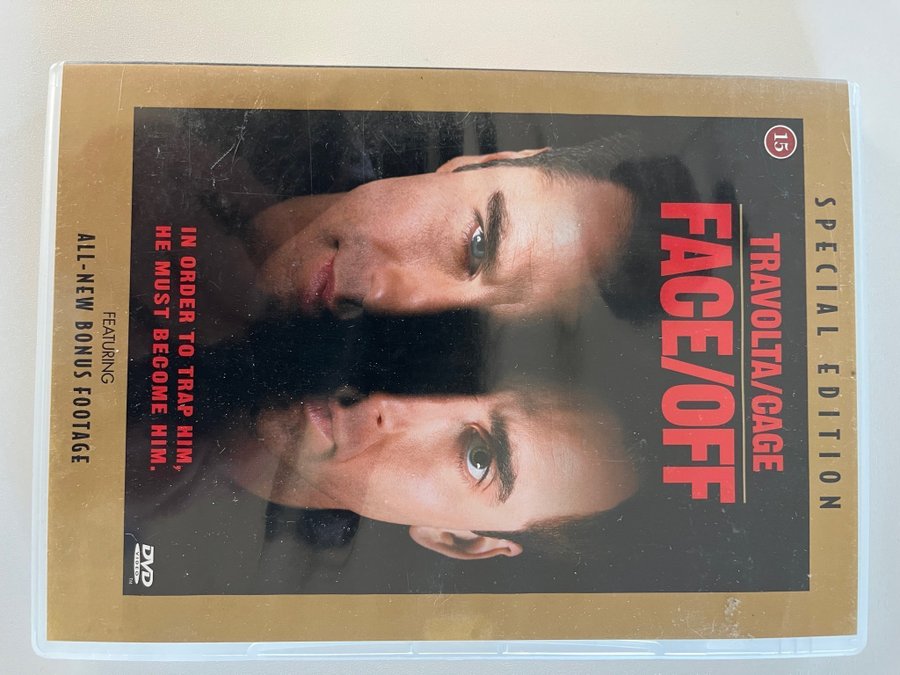 SPECIAL EDITION
15
TRAVOLTA/CAGE
FACE/OFF
IN ORDER TO TRAP HIM,
HE MUST BECOME HIM.
DVD
VIDEO
TM
FEATURING
ALL-NEW BONUS FOOTAGE